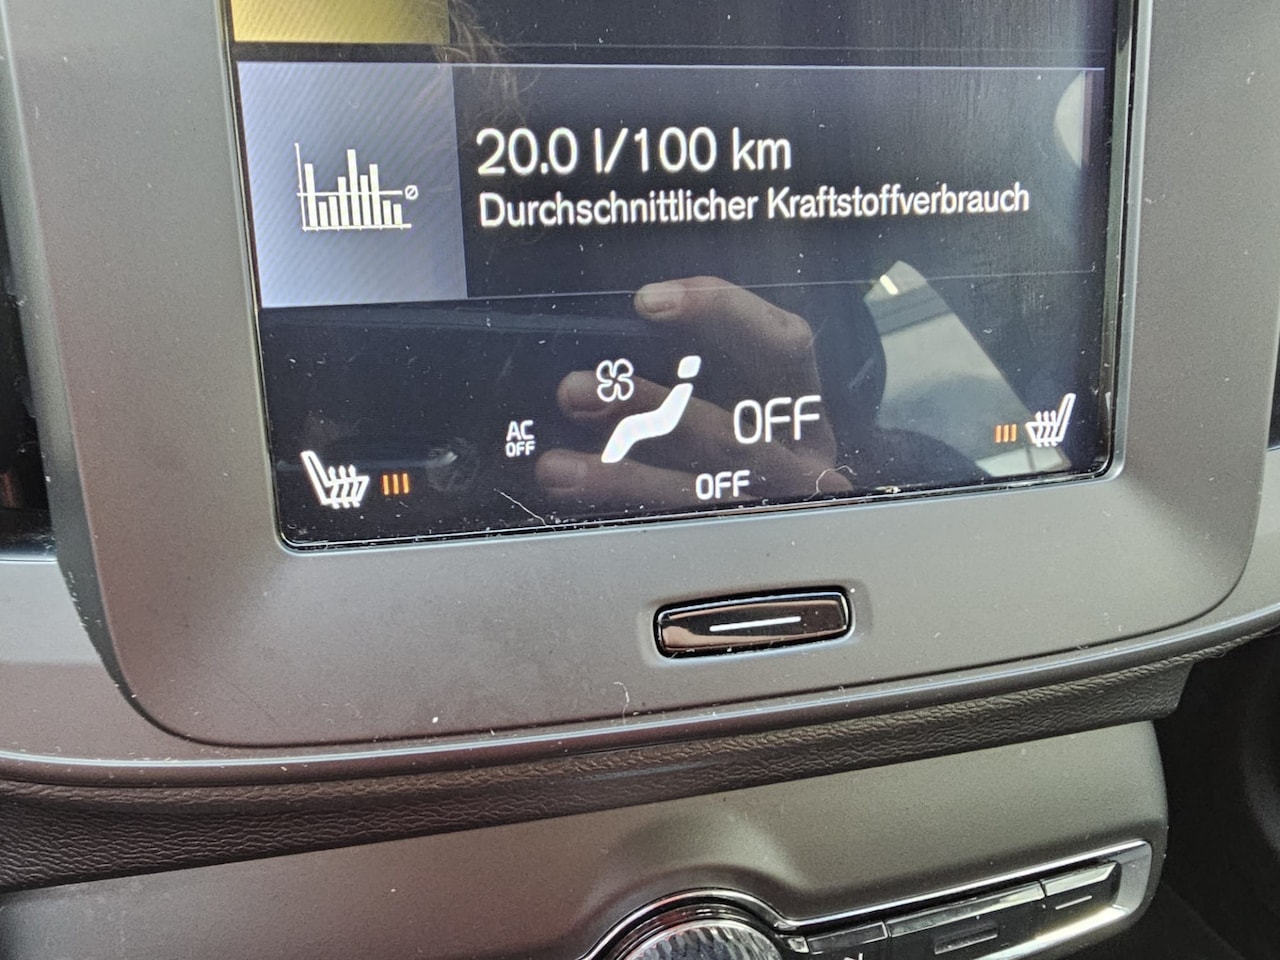 20.0 l/100 km
Durchschnittlicher Kraftstoffverbrauch
AC
OFF
OFF
OFF